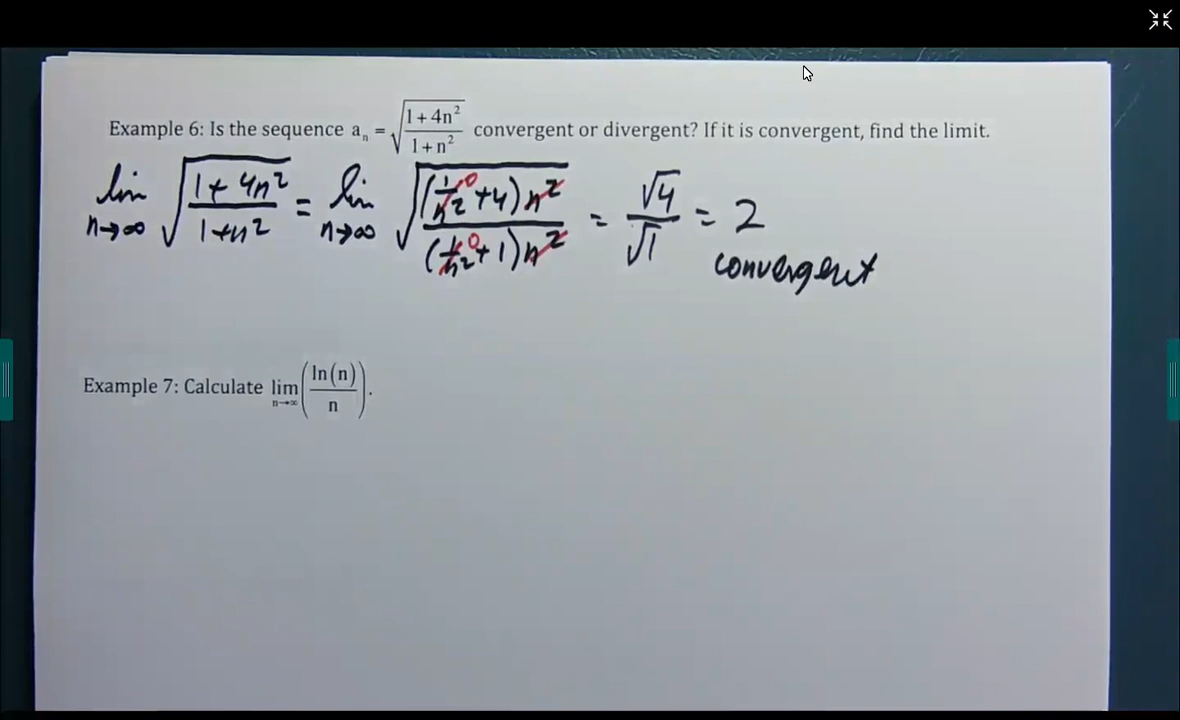 Example 6: Is the sequence aₙ = √((1 + 4n²)/(1 + n²)) convergent or divergent? If it is convergent, find the limit.
lim n→∞ √((1 + 4n²)/(1 + n²)) = lim n→∞ √(((1/n²)⁰ + 4)n²/((1/n²)⁰ + 1)n²) = √4/√1 = 2
convergent
Example 7: Calculate lim n→∞ (ln(n)/n).